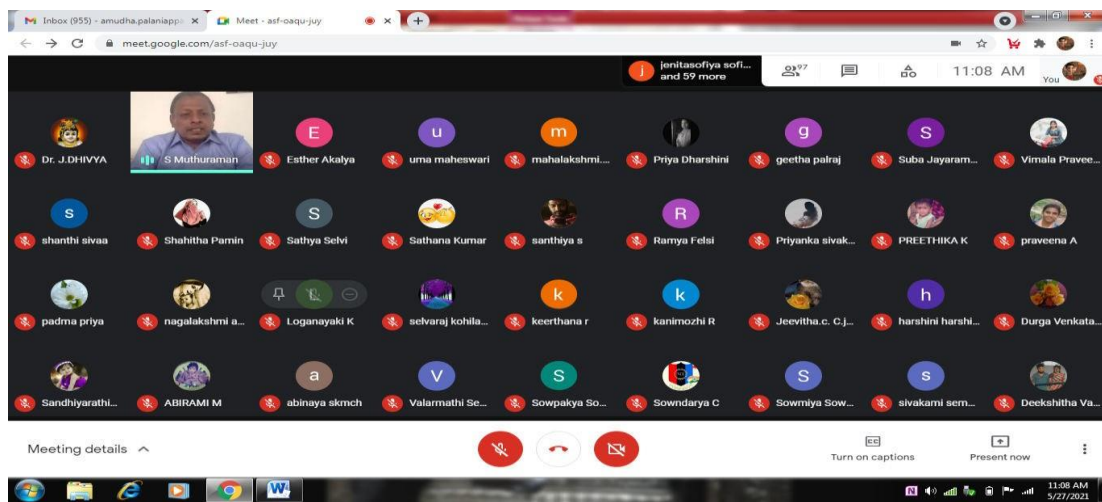 Inbox (955) - amudha.palaniapp
Meet - asf-oaqu-juy
meet.google.com/asf-oaqu-juy
jenitasofiya sofi...
and 59 more
j
97
11:08 AM
You
Dr. J.DHIVYA
S Muthuraman
E
Esther Akalya
u
uma maheswari
m
mahalakshmi....
Priya Dharshini
g
geetha palraj
S
Suba Jayaram...
Vimala Pravee...
s
shanthi sivaa
Shahitha Pamin
S
Sathya Selvi
Sathana Kumar
santhiya s
R
Ramya Felsi
Priyanka sivak...
PREETHIKA K
praveena A
padma priya
nagalakshmi a...
Loganayaki K
selvaraj kohila...
k
keerthana r
k
kanimozhi R
Jeevitha.c. C.j...
h
harshini harshi...
Durga Venkata...
Sandhiyarathi...
ABIRAMI M
a
abinaya skmch
V
Valarmathi Se...
S
Sowpakya So...
Sowndarya C
S
Sowmiya Sow...
s
sivakami sem...
Deekshitha Va...
Meeting details
CC
Turn on captions
Present now
W
N
11:08 AM
5/27/2021